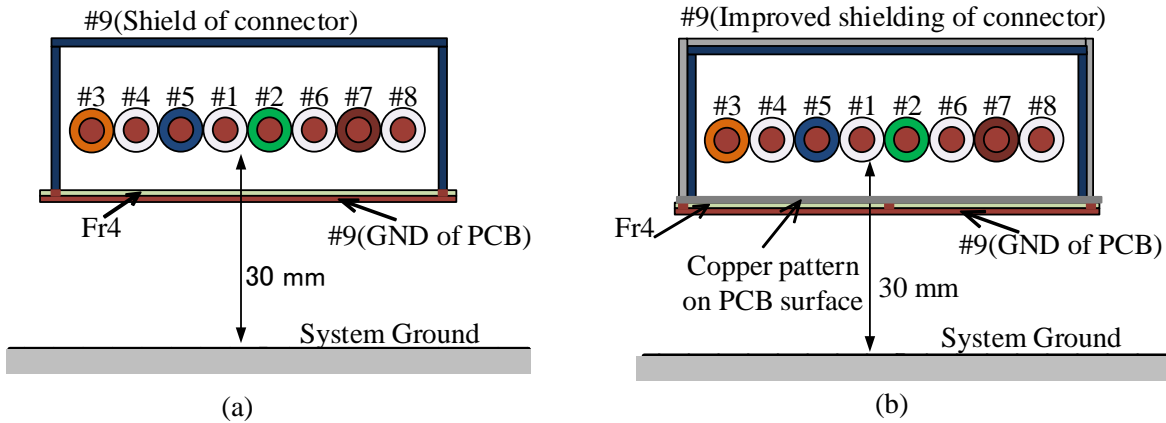 #9(Shield of connector)
#3 #4 #5 #1 #2 #6 #7 #8
Fr4
#9(GND of PCB)
30 mm
System Ground
(a)
#9(Improved shielding of connector)
#3 #4 #5 #1 #2 #6 #7 #8
Fr4
#9(GND of PCB)
Copper pattern
on PCB surface
30 mm
System Ground
(b)